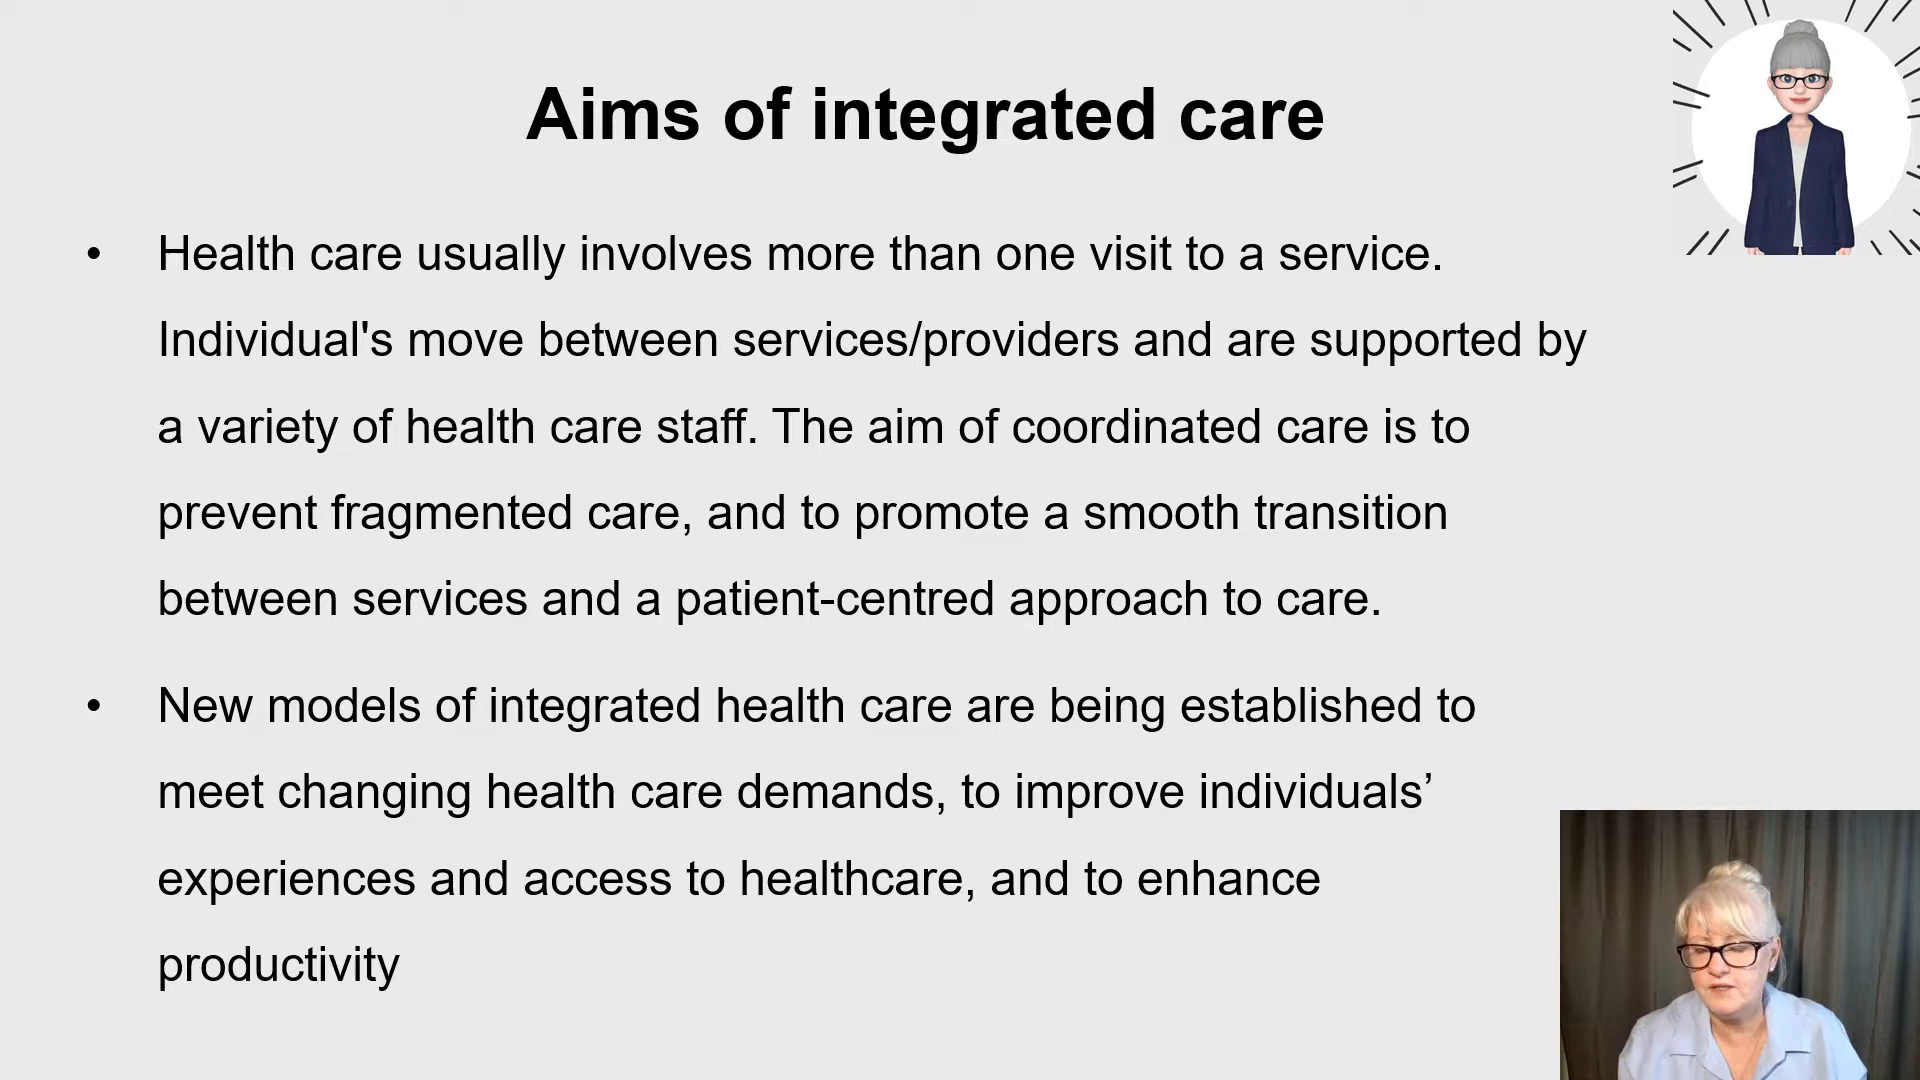 Aims of integrated care
• Health care usually involves more than one visit to a service.
Individual's move between services/providers and are supported by
a variety of health care staff. The aim of coordinated care is to
prevent fragmented care, and to promote a smooth transition
between services and a patient-centred approach to care.
• New models of integrated health care are being established to
meet changing health care demands, to improve individuals’
experiences and access to healthcare, and to enhance
productivity